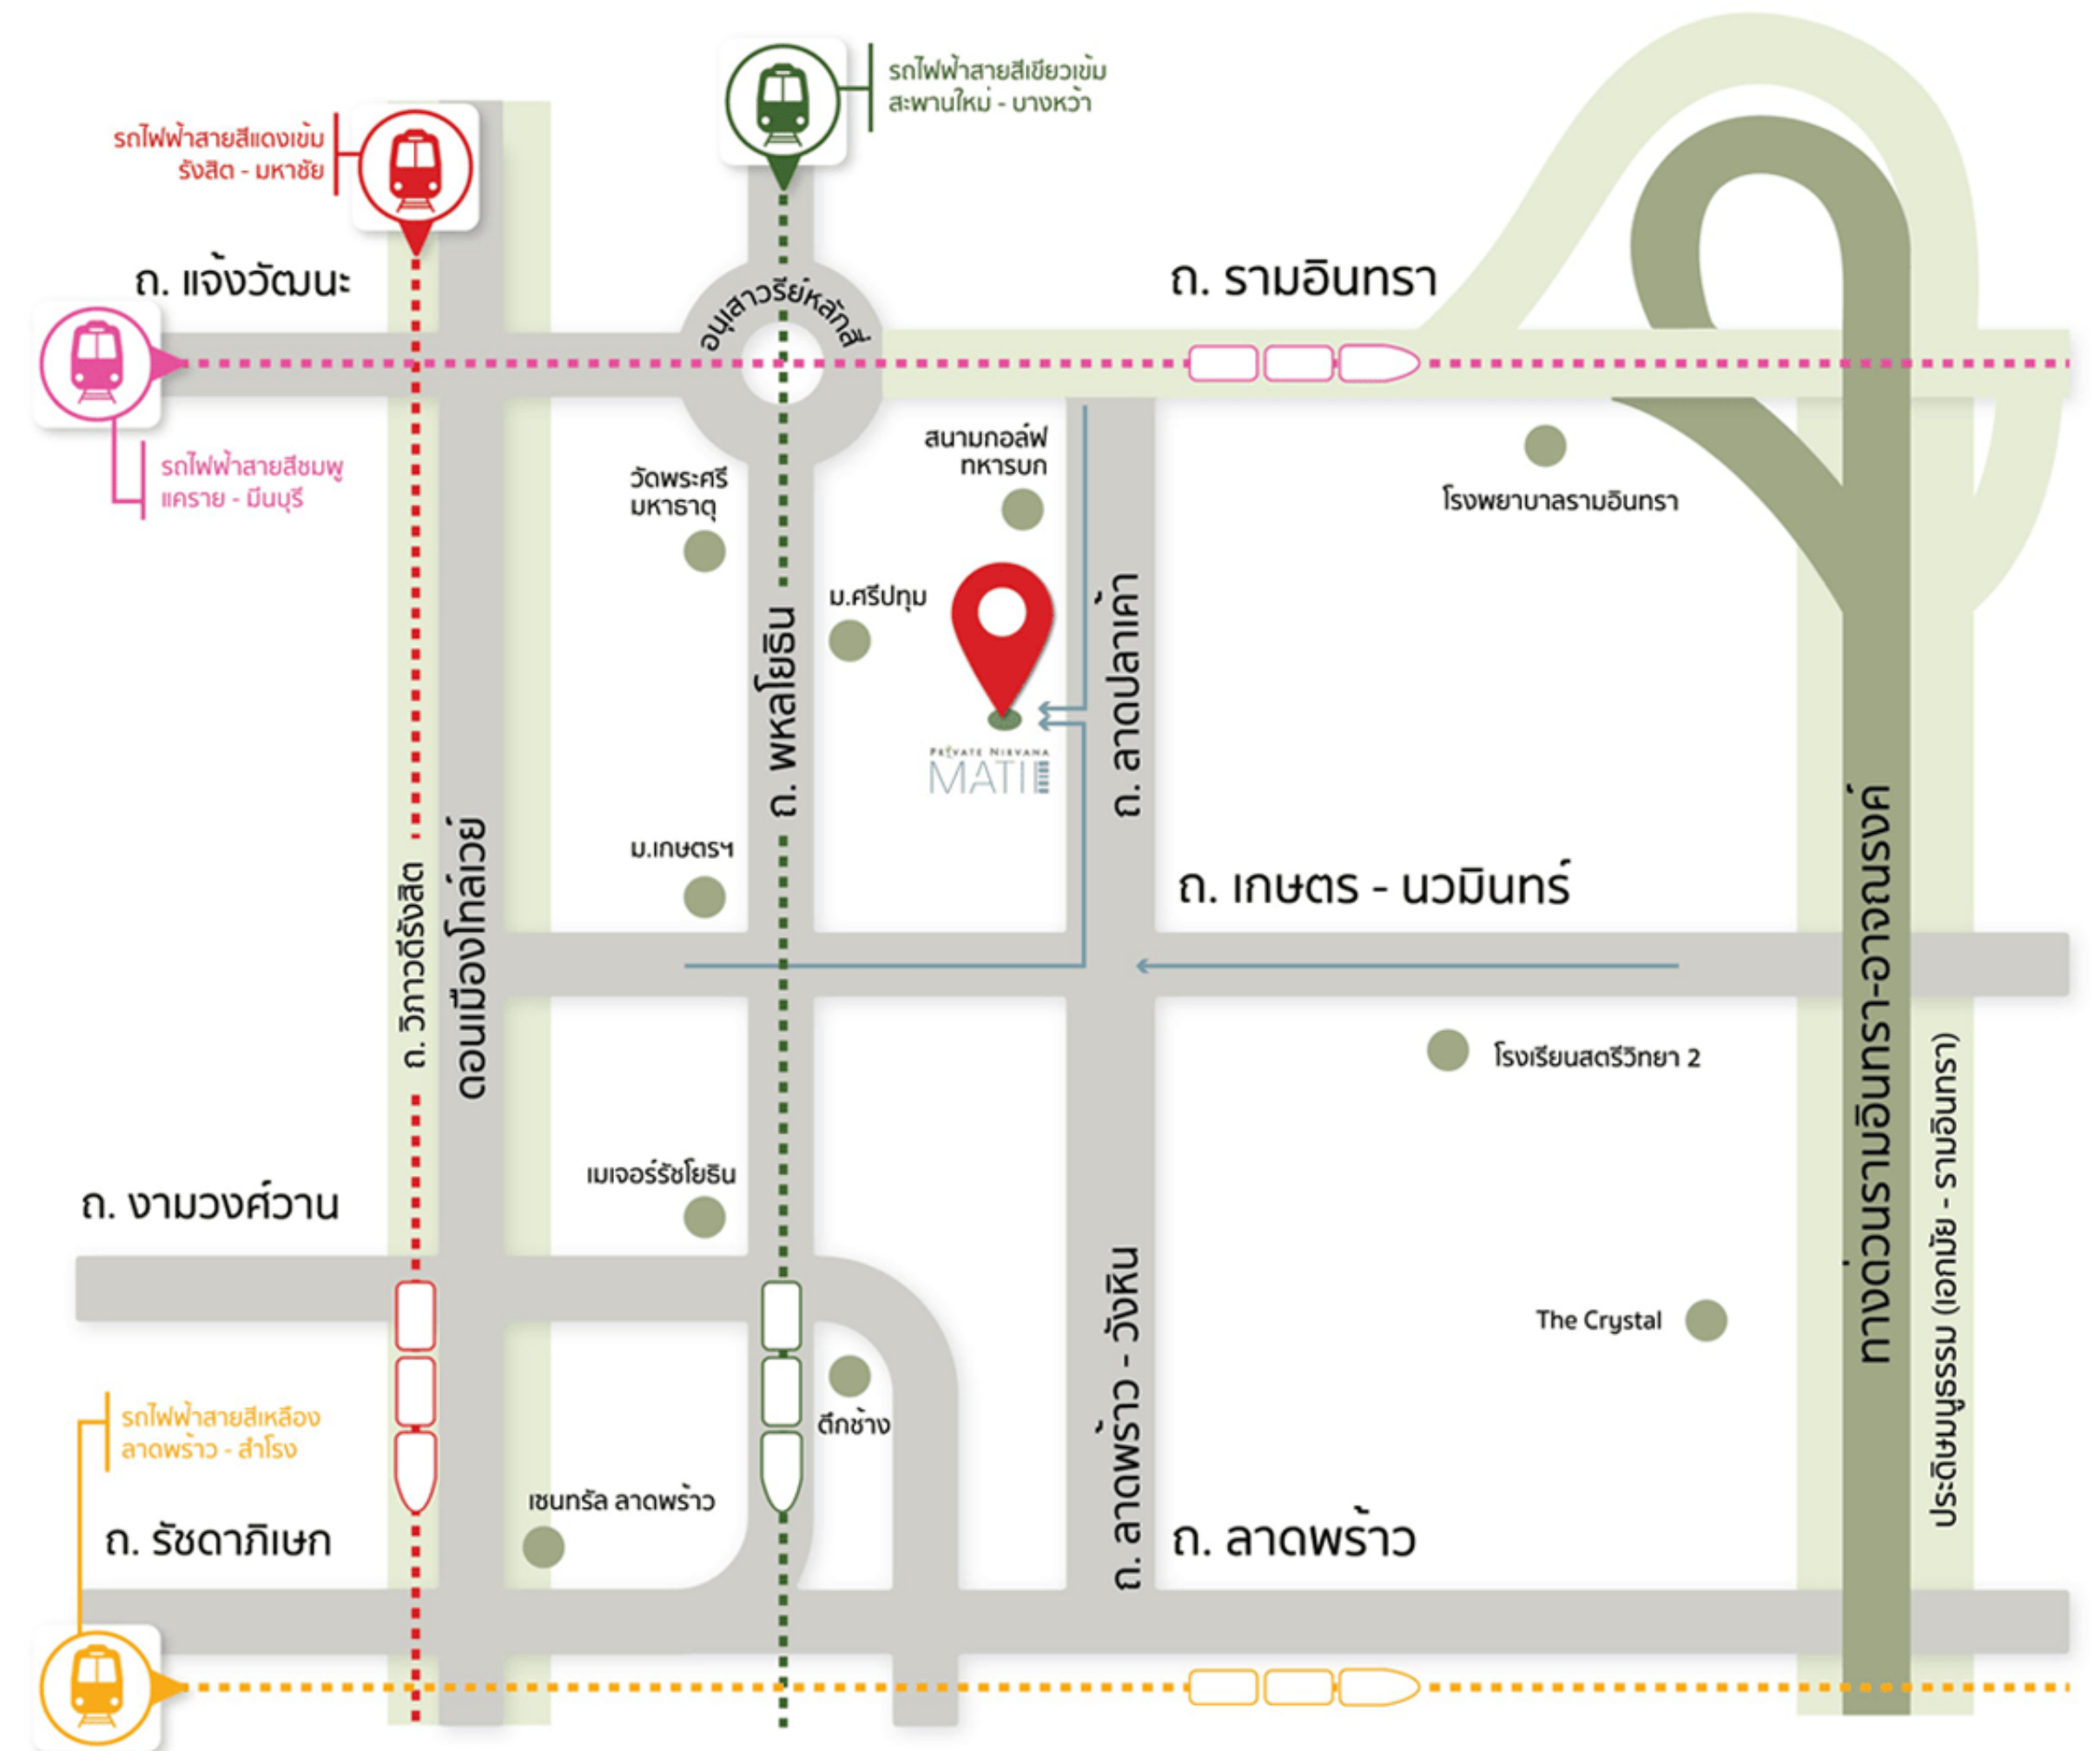 รถไฟฟ้าสายสีเขียวเข้ม
สะพานใหม่ - บางหว้า
รถไฟฟ้าสายสีแดงเข้ม
รังสิต - มหาชัย
ถ. แจ้งวัฒนะ
ถ. รามอินทรา
อนุเสาวรีย์หลักสี่
รถไฟฟ้าสายสีชมพู
แคราย - มีนบุรี
วัดพระศรี
มหาธาตุ
สนามกอล์ฟ
ทหารบก
โรงพยาบาลรามอินทรา
ม.ศรีปทุม
ถ. พหลโยธิน
ถ. ลาดปลาเค้า
PRIVATE NIRVANA
MATII
ม.เกษตรฯ
ถ. วิภาวดีรังสิต
ดอนเมืองโทลเวย์
ถ. เกษตร - นวมินทร์
ทางด่วนรามอินทรา-อาจณรงค์
โรงเรียนสตรีวิทยา 2
ประดิษฐ์มนูธรรม (เอกมัย - รามอินทรา)
เมเจอร์รัชโยธิน
ถ. งามวงศ์วาน
ถ. ลาดพร้าว - วังหิน
The Crystal
รถไฟฟ้าสายสีเหลือง
ลาดพร้าว - สำโรง
ตึกช้าง
เซนทรัล ลาดพร้าว
ถ. รัชดาภิเษก
ถ. ลาดพร้าว